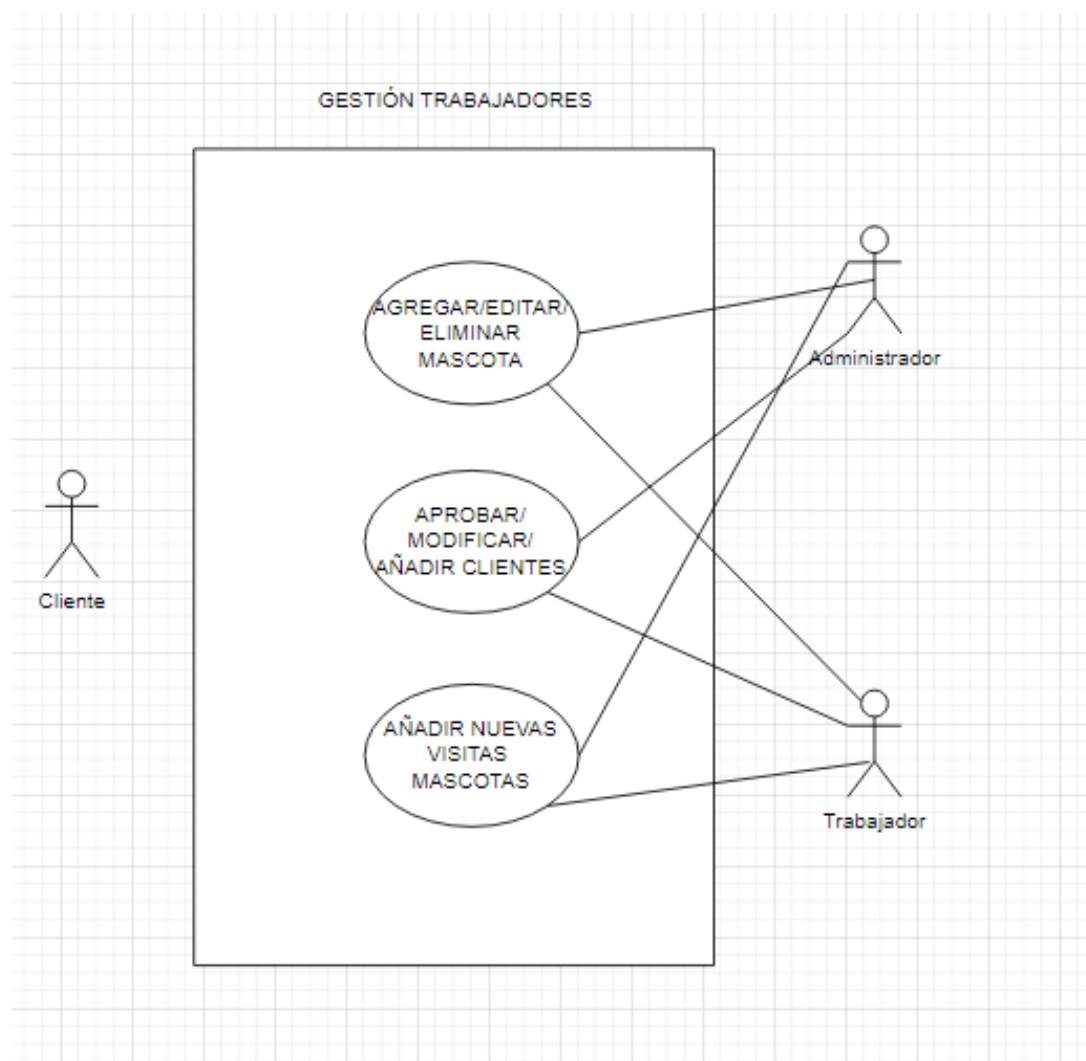 GESTIÓN TRABAJADORES
AGREGAR/EDITAR/
ELIMINAR
MASCOTA
Administrador
APROBAR/
MODIFICAR/
AÑADIR CLIENTES
Cliente
AÑADIR NUEVAS
VISITAS
MASCOTAS
Trabajador